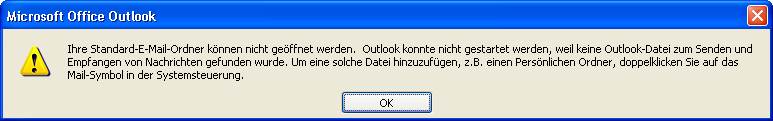 Microsoft Office Outlook
Ihre Standard-E-Mail-Ordner können nicht geöffnet werden.  Outlook konnte nicht gestartet werden, weil keine Outlook-Datei zum Senden und
Empfangen von Nachrichten gefunden wurde. Um eine solche Datei hinzuzufügen, z.B. einen Persönlichen Ordner, doppelklicken Sie auf das
Mail-Symbol in der Systemsteuerung.
OK